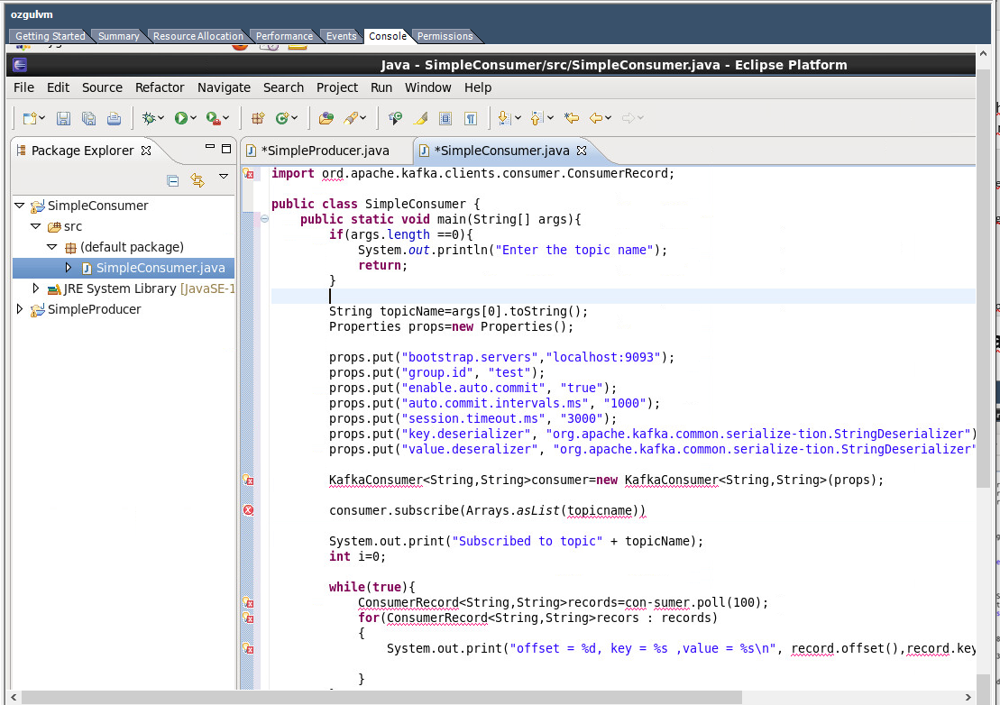 ozgulvm
Getting Started Summary Resource Allocation Performance Events Console Permissions
Java - SimpleConsumer/src/SimpleConsumer.java - Eclipse Platform
File Edit Source Refactor Navigate Search Project Run Window Help
Package Explorer
*SimpleProducer.java *SimpleConsumer.java
SimpleConsumer
src
(default package)
SimpleConsumer.java
JRE System Library [JavaSE-1
SimpleProducer
import ord.apache.kafka.clients.consumer.ConsumerRecord;
public class SimpleConsumer {
public static void main(String[] args){
if(args.length ==0){
System.out.println("Enter the topic name");
return;
}
String topicName=args[0].toString();
Properties props=new Properties();
props.put("bootstrap.servers","localhost:9093");
props.put("group.id", "test");
props.put("enable.auto.commit", "true");
props.put("auto.commit.intervals.ms", "1000");
props.put("session.timeout.ms", "3000");
props.put("key.deserializer", "org.apache.kafka.common.serialize-tion.StringDeserializer")
props.put("value.deseralizer", "org.apache.kafka.common.serialize-tion.StringDeserializer"
KafkaConsumer<String,String>consumer=new KafkaConsumer<String,String>(props);
consumer.subscribe(Arrays.asList(topicname))
System.out.print("Subscribed to topic" + topicName);
int i=0;
while(true){
ConsumerRecord<String,String>records=con-sumer.poll(100);
for(ConsumerRecord<String,String>recors : records)
{
System.out.print("offset = %d, key = %s ,value = %s\n", record.offset(),record.key
}